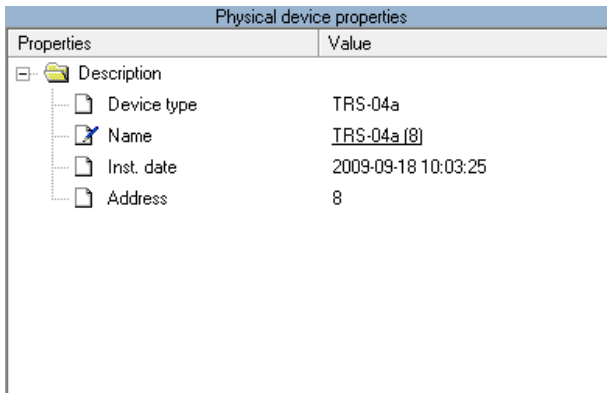 Physical device properties
Properties Value
Description
Device type TRS-04a
Name TRS-04a (8)
Inst. date 2009-09-18 10:03:25
Address 8